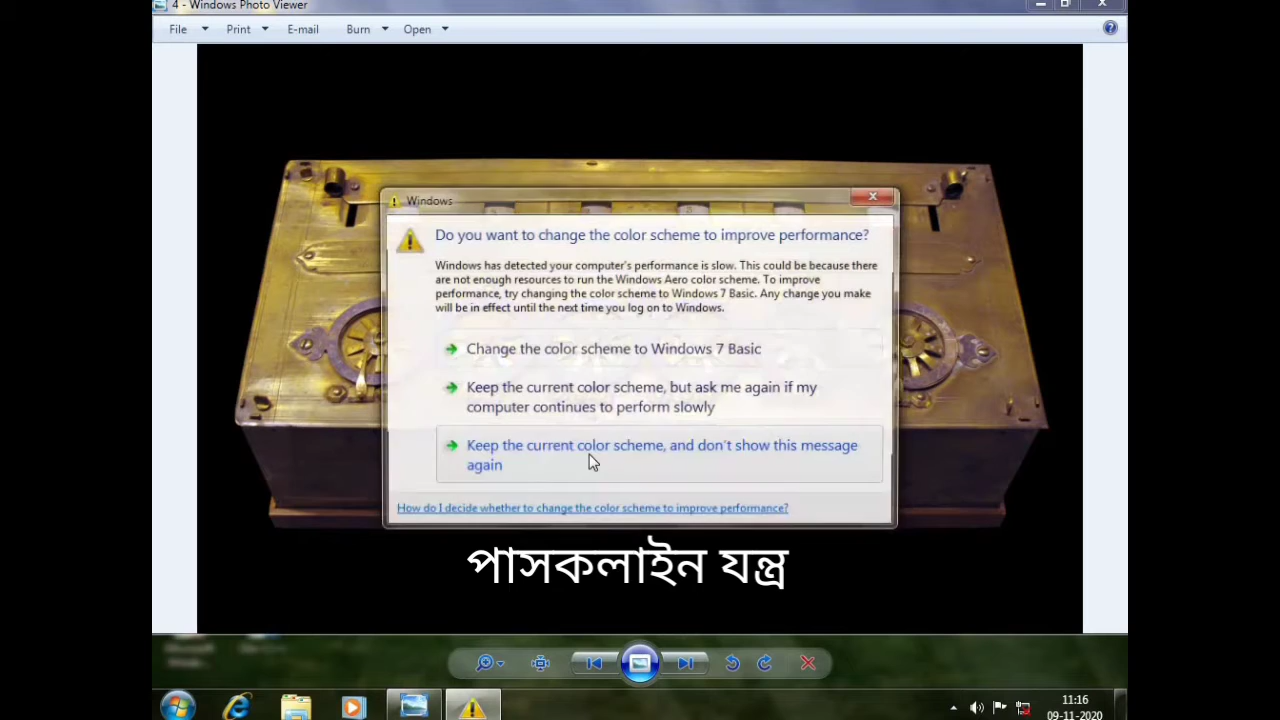 4 - Windows Photo Viewer
File Print E-mail Burn Open
Windows
Do you want to change the color scheme to improve performance?
Windows has detected your computer's performance is slow. This could be because there
are not enough resources to run the Windows Aero color scheme. To improve
performance, try changing the color scheme to Windows 7 Basic. Any change you make
will be in effect until the next time you log on to Windows.
Change the color scheme to Windows 7 Basic
Keep the current color scheme, but ask me again if my
computer continues to perform slowly
Keep the current color scheme, and don't show this message
again
How do I decide whether to change the color scheme to improve performance?
পাসকলাইন যন্ত্র
11:16
09-11-2020